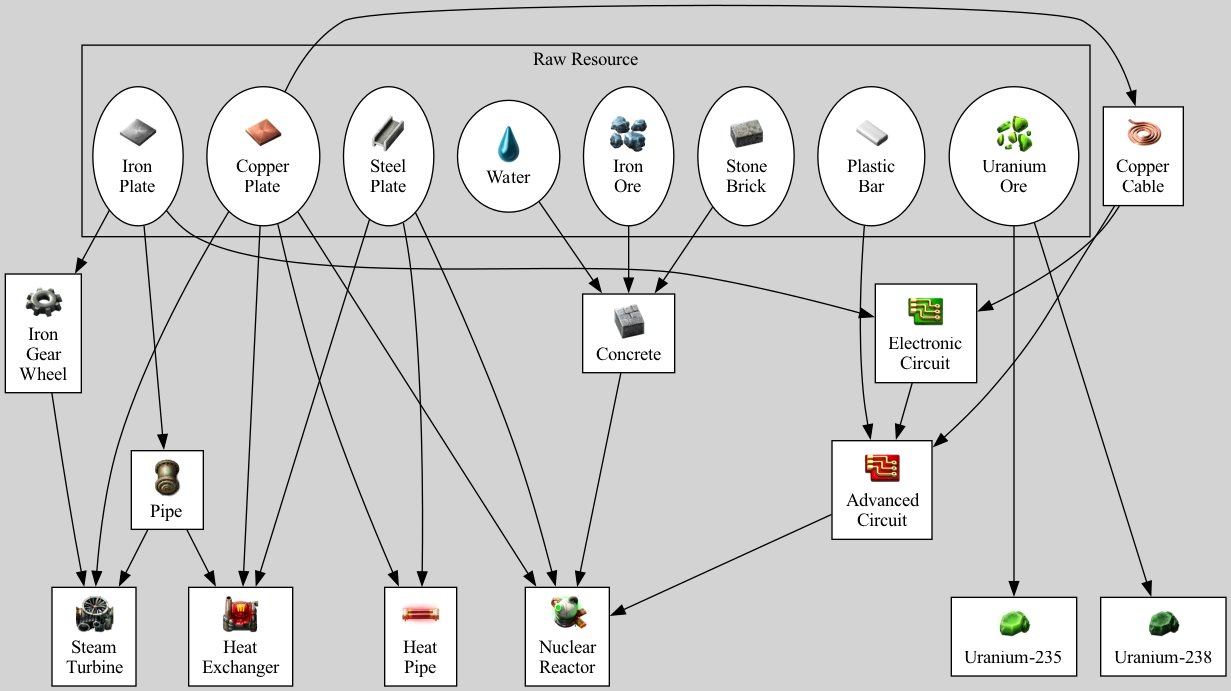 Raw Resource
Iron
Plate
Copper
Plate
Steel
Plate
Water
Iron
Ore
Stone
Brick
Plastic
Bar
Uranium
Ore
Copper
Cable
Iron
Gear
Wheel
Concrete
Electronic
Circuit
Pipe
Advanced
Circuit
Steam
Turbine
Heat
Exchanger
Heat
Pipe
Nuclear
Reactor
Uranium-235
Uranium-238